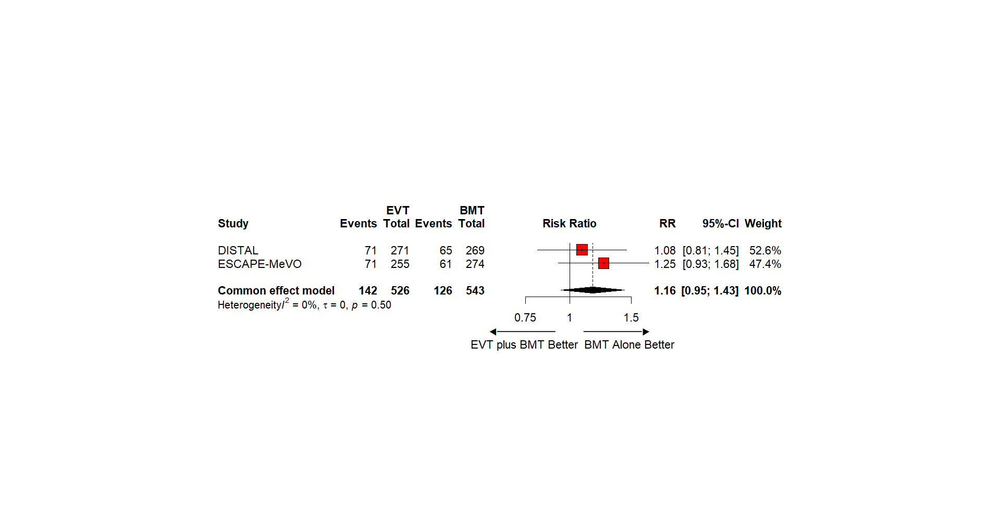 EVT BMT
Study Events Total Events Total Risk Ratio RR 95%-CI Weight
DISTAL 71 271 65 269 1.08 [0.81; 1.45] 52.6%
ESCAPE-MeVO 71 255 61 274 1.25 [0.93; 1.68] 47.4%
Common effect model 142 526 126 543 1.16 [0.95; 1.43] 100.0%
Heterogeneity I² = 0%, τ = 0, p = 0.50
0.75 1 1.5
EVT plus BMT Better BMT Alone Better